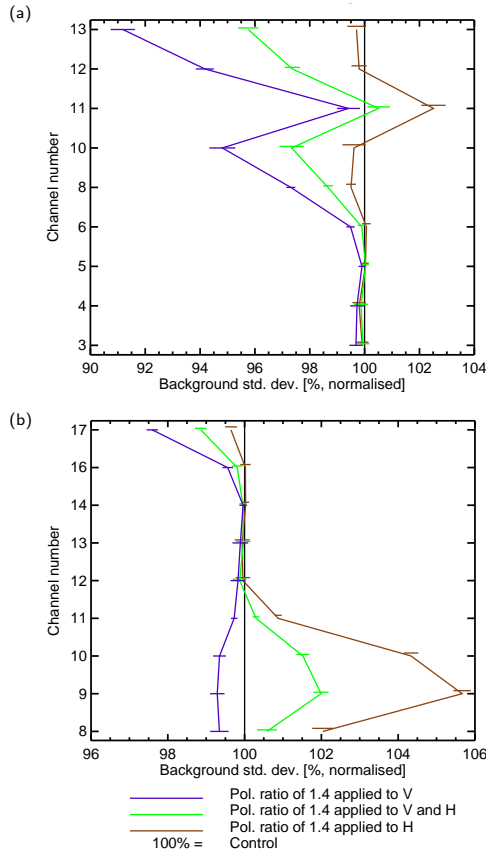 (a)
13
12
11
10
8
6
5
4
3
Channel number
90 92 94 96 98 100 102 104
Background std. dev. [%, normalised]
(b)
17
16
14
13
12
11
10
9
8
Channel number
96 98 100 102 104 106
Background std. dev. [%, normalised]
Pol. ratio of 1.4 applied to V
Pol. ratio of 1.4 applied to V and H
Pol. ratio of 1.4 applied to H
100% = Control